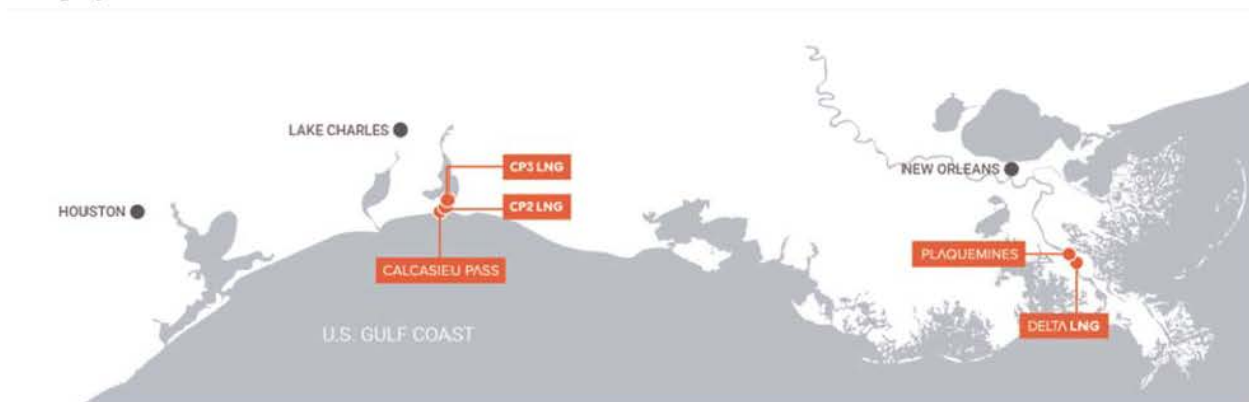 LAKE CHARLES
CP3 LNG
NEW ORLEANS
CP2 LNG
HOUSTON
PLAQUEMINES
CALCASIEU PASS
DELTA LNG
U.S. GULF COAST